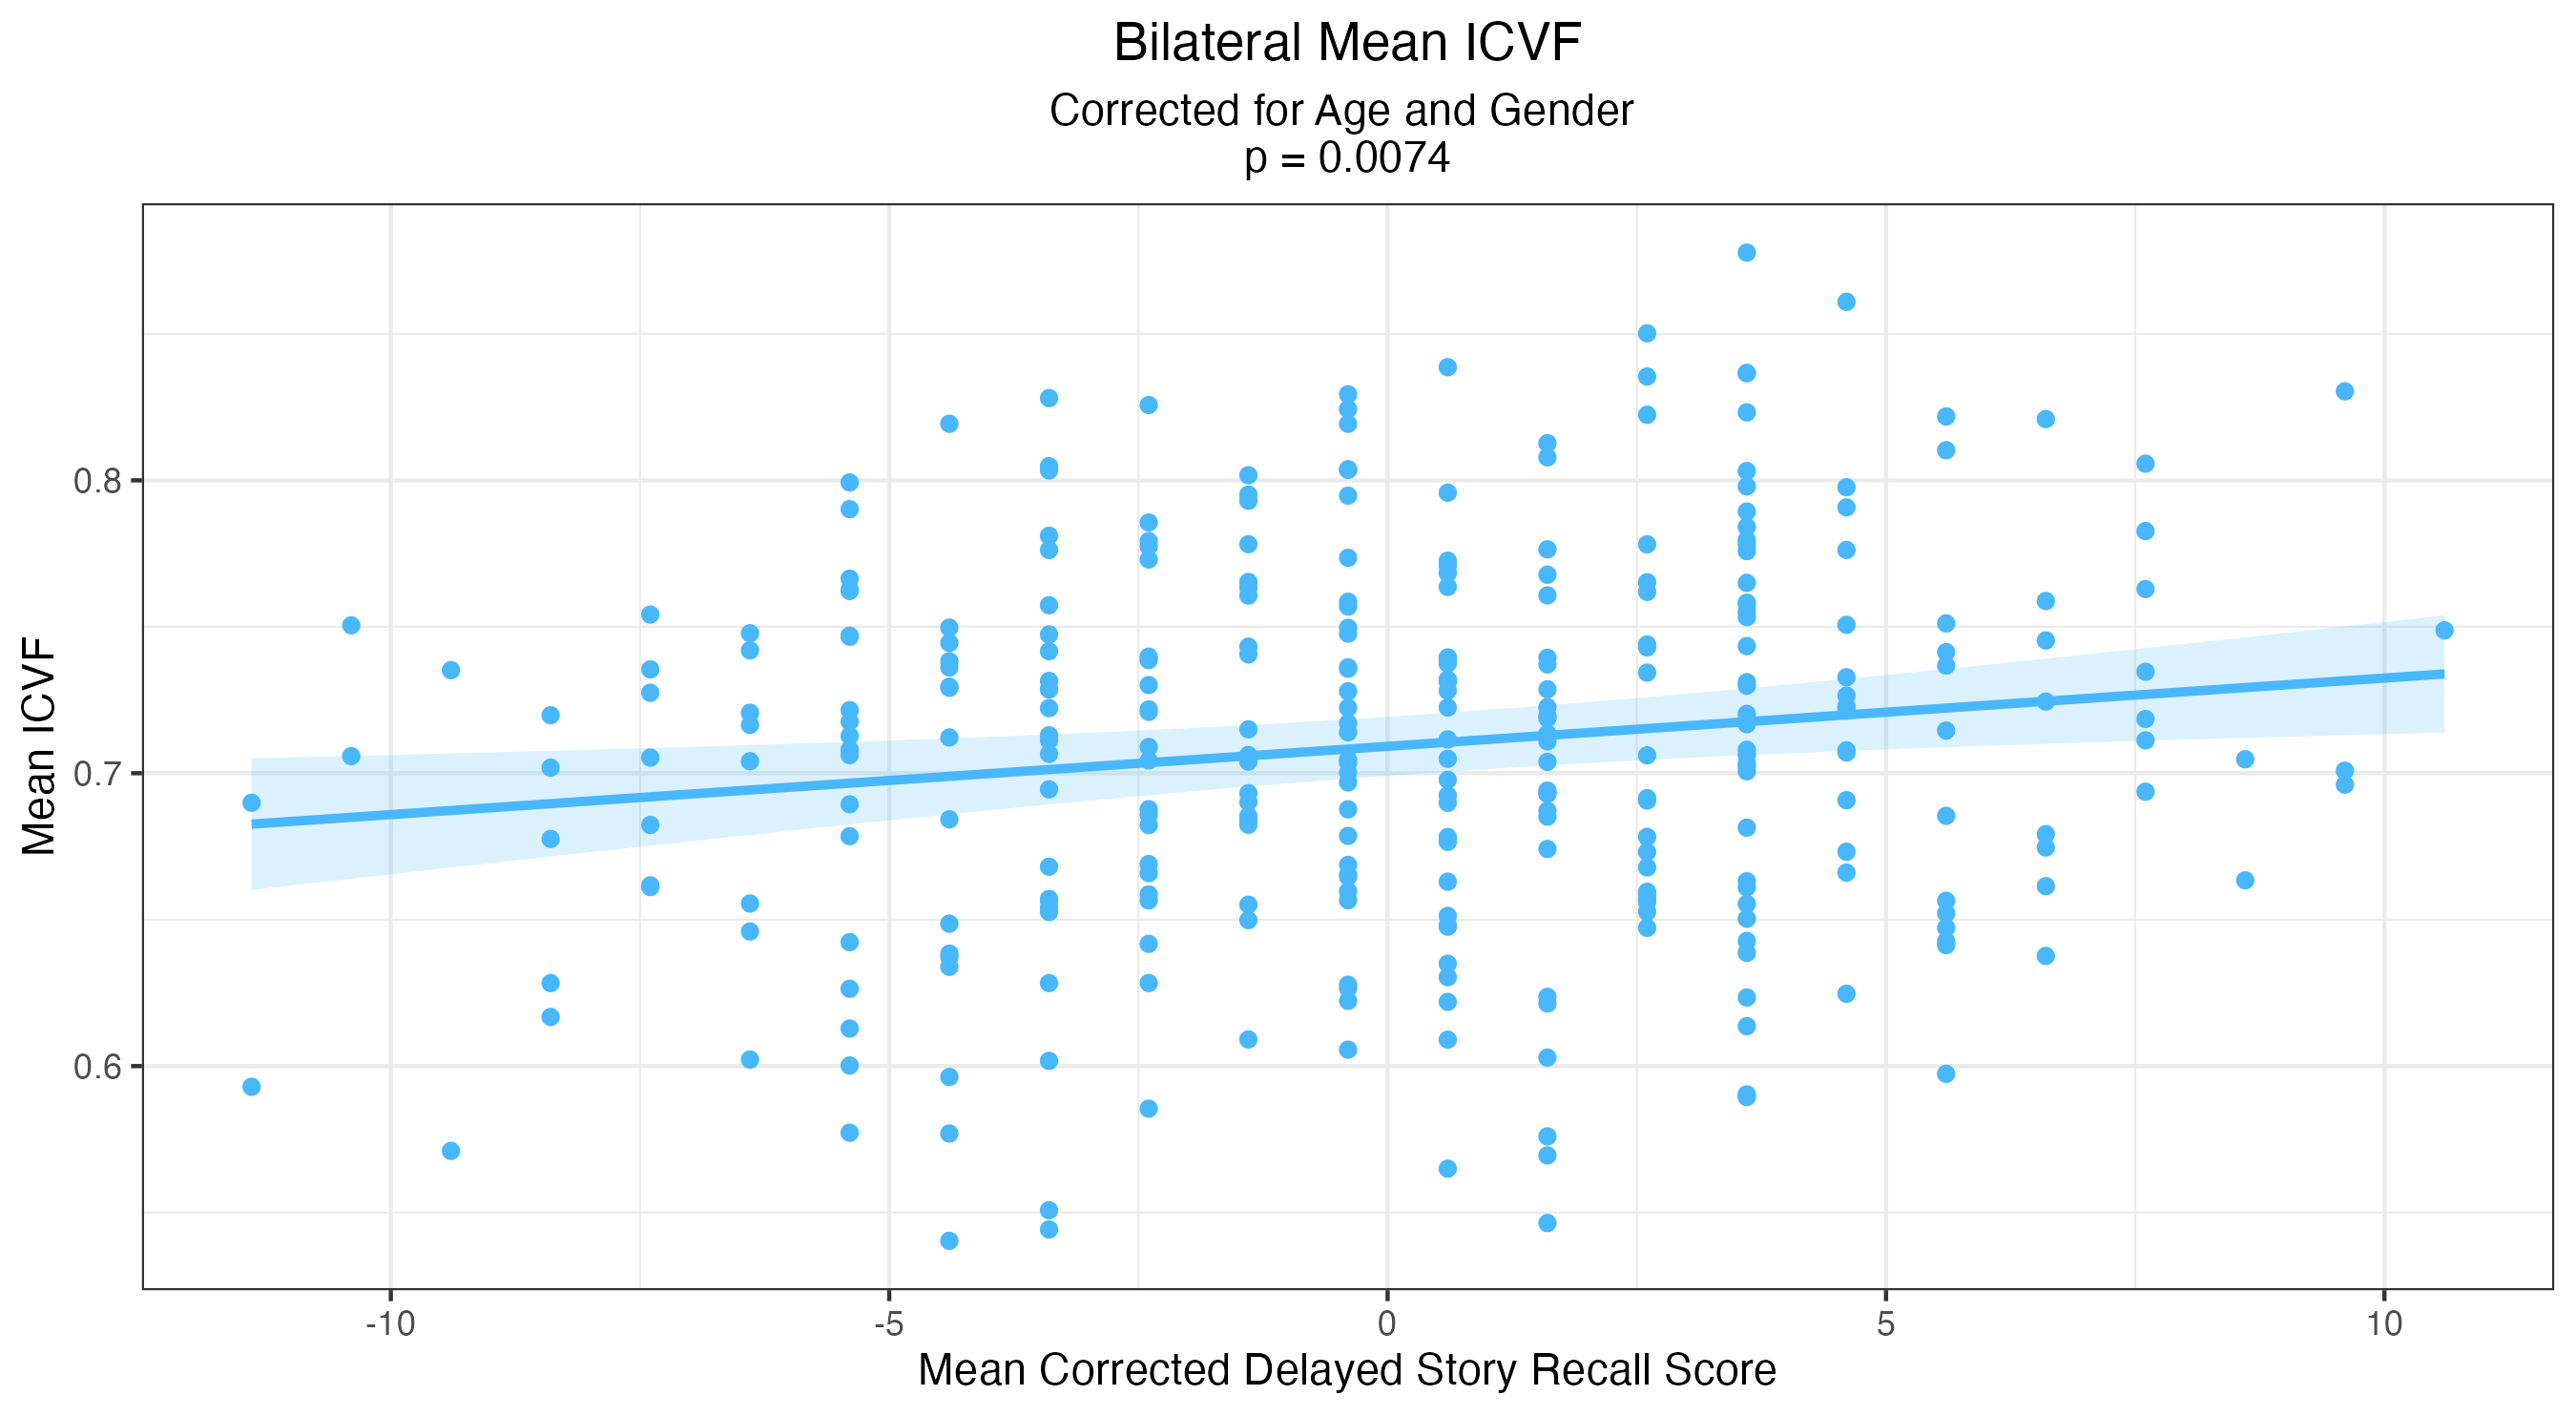 Bilateral Mean ICVF
Corrected for Age and Gender
p = 0.0074
Mean ICVF
0.8
0.7
0.6
-10
-5
0
5
10
Mean Corrected Delayed Story Recall Score